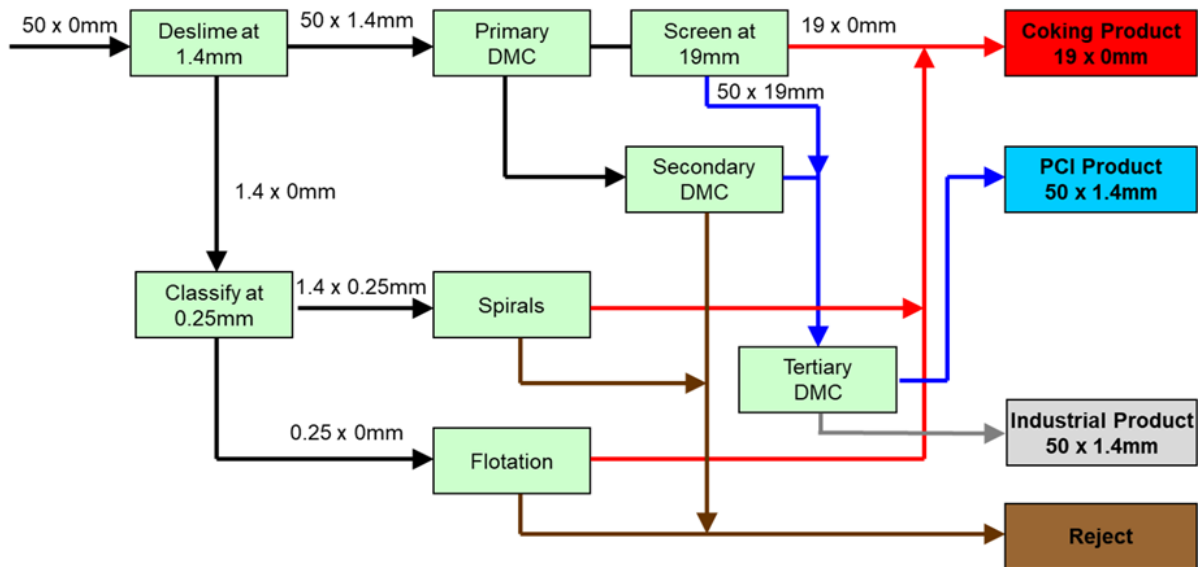 50 x 0mm
Deslime at
1.4mm
50 x 1.4mm
Primary
DMC
Screen at
19mm
19 x 0mm
Coking Product
19 x 0mm
50 x 19mm
Secondary
DMC
PCI Product
50 x 1.4mm
1.4 x 0mm
Classify at
0.25mm
1.4 x 0.25mm
Spirals
Tertiary
DMC
Industrial Product
50 x 1.4mm
0.25 x 0mm
Flotation
Reject